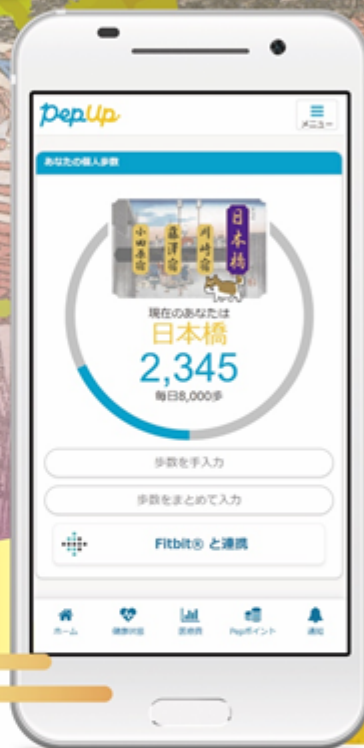 PepUp
メニュー
あなたの個人歩数
小田原宿
藤澤宿
川崎宿
日本橋
現在のあなたは
日本橋
2,345
毎日8,000歩
歩数を手入力
歩数をまとめて入力
Fitbit® と連携
ホーム
健康状態
医療費
Pepポイント
通知